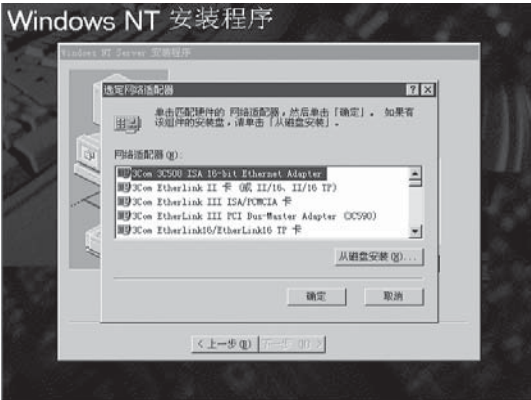 Windows NT 安装程序
Windows NT Server 安装程序
选定网络适配器
单击匹配硬件的 网络适配器，然后单击「确定」. 如果有
该组件的安装盘，请单击「从磁盘安装」.
网络适配器(N):
3Com 3C508 ISA 16-bit Ethernet Adapter
3Com Etherlink II 卡 (或 II/16、II/16 TP)
3Com Etherlink III ISA/PCMCIA 卡
3Com EtherLink III PCI Bus-Master Adapter (3C590)
3Com Etherlink16/EtherLink16 TP 卡
从磁盘安装(H)...
确定
取消
< 上一步(B)
下一步(N) >